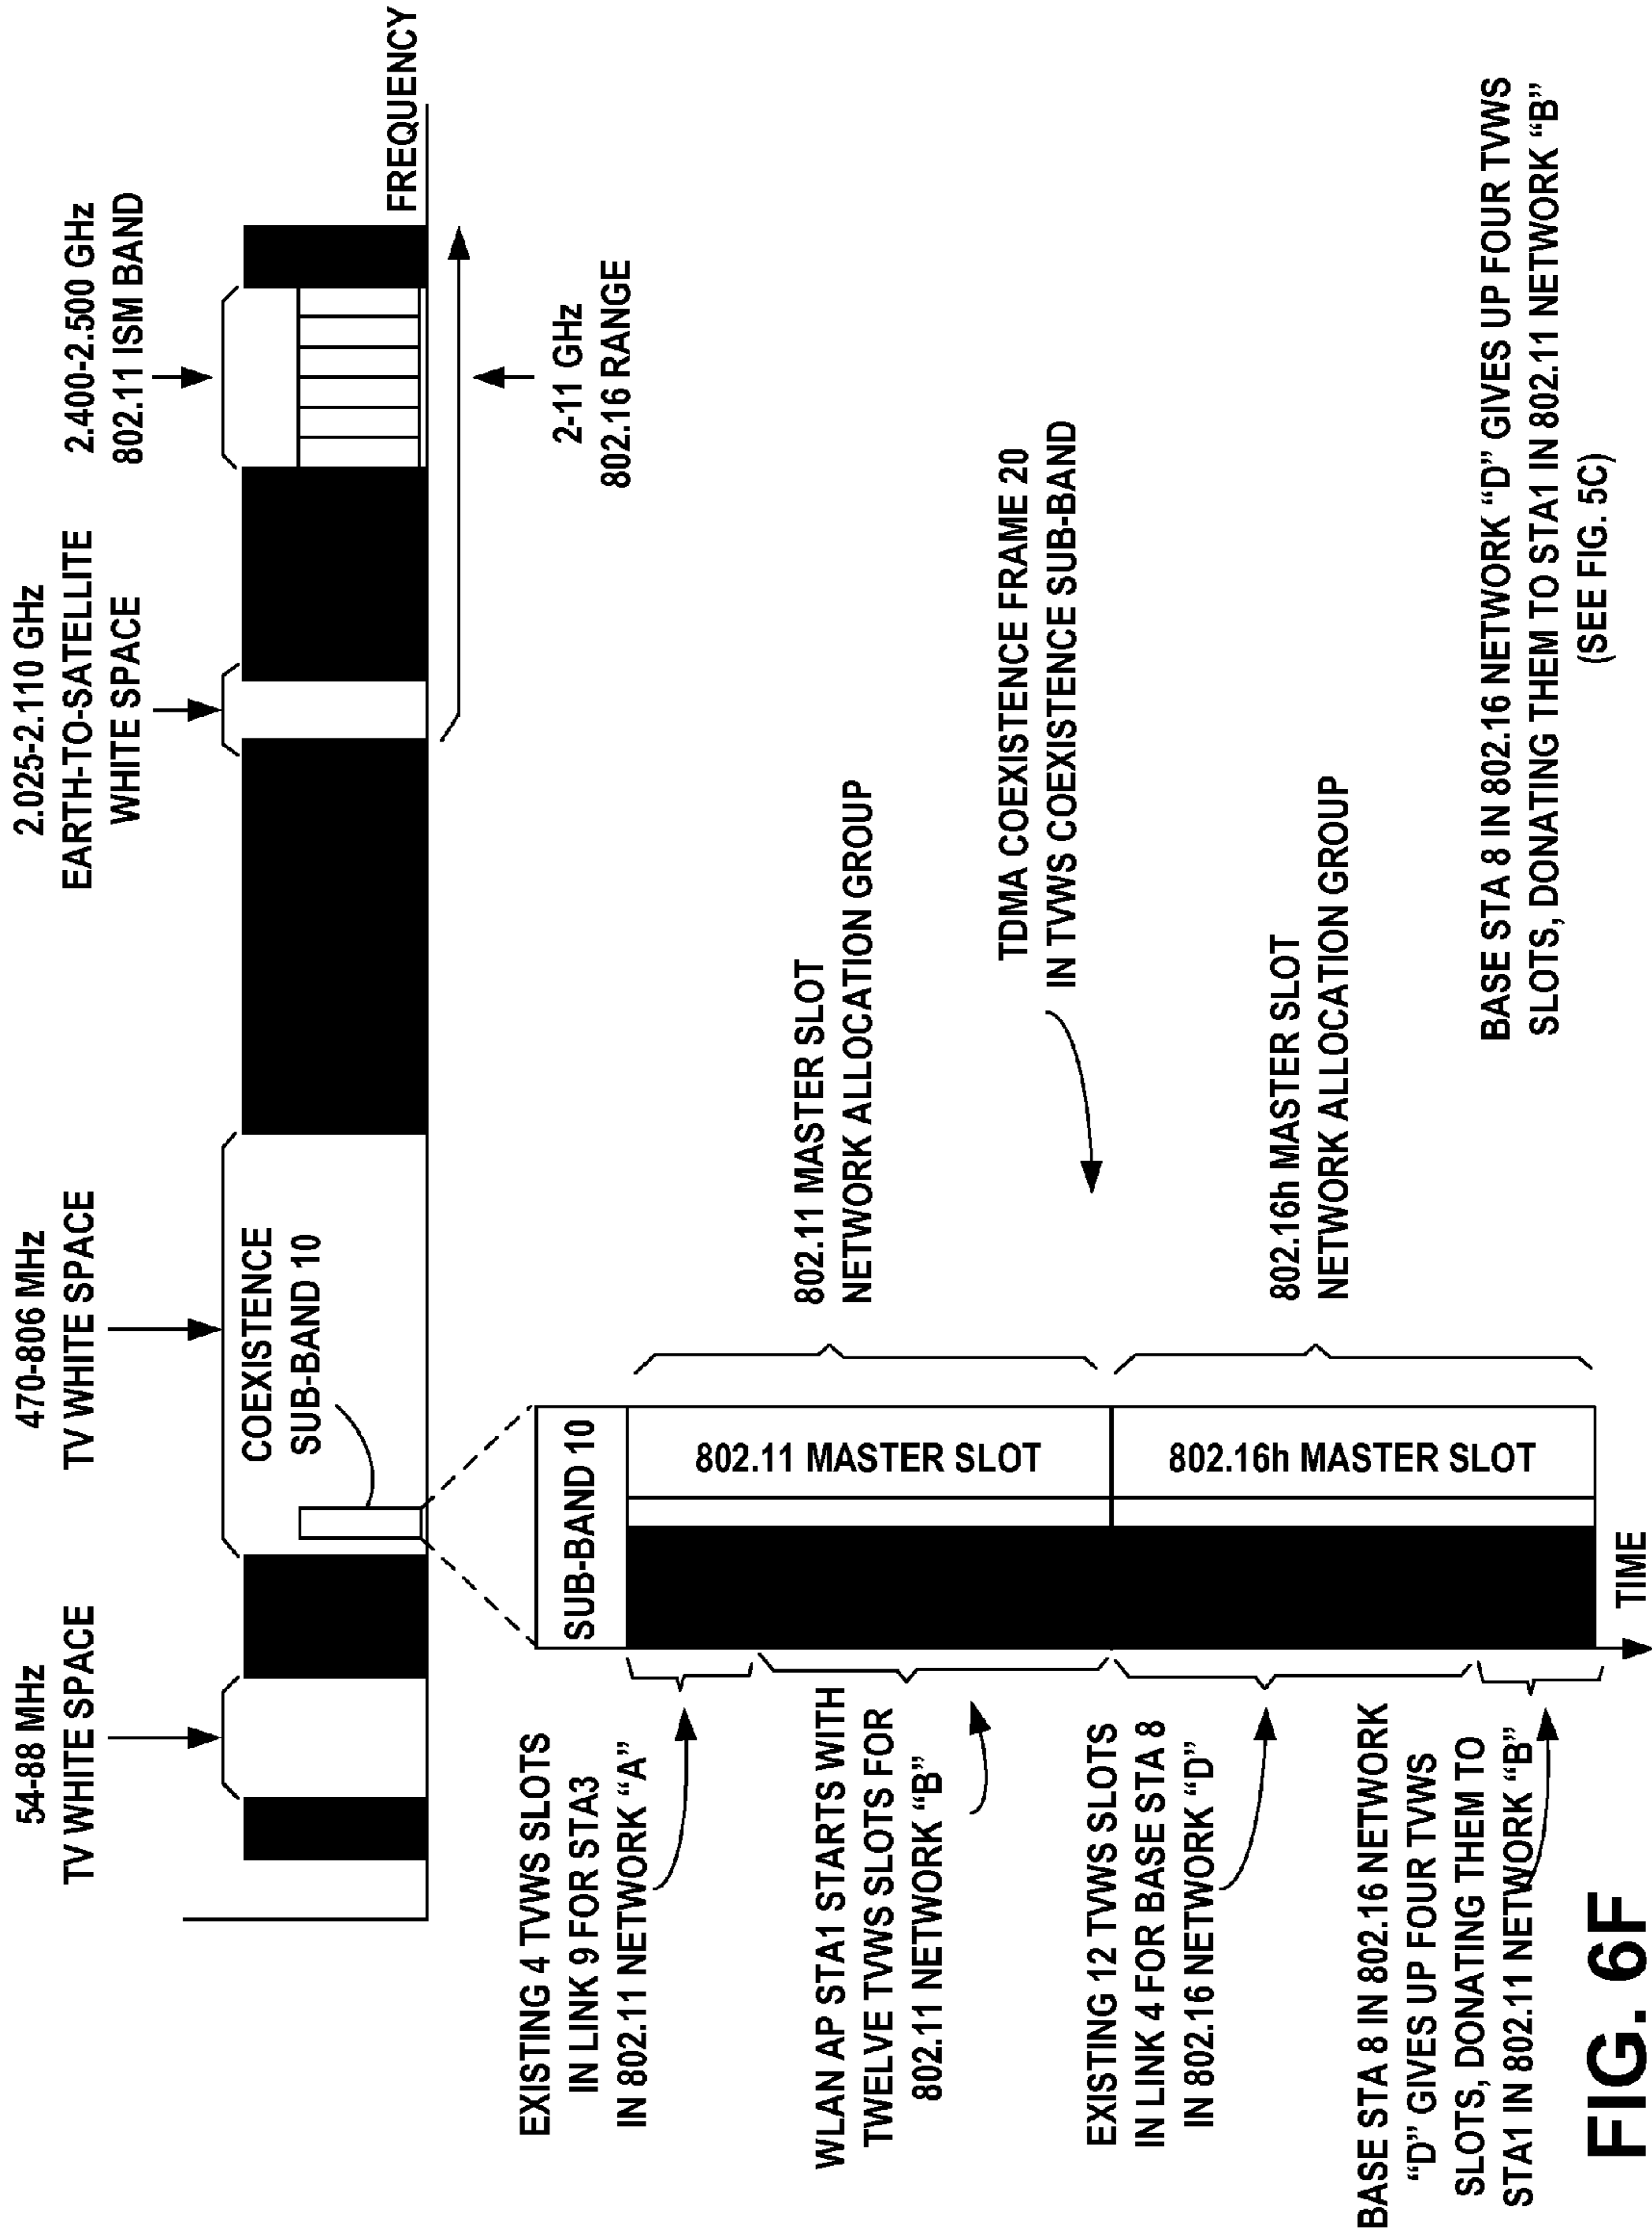 54-88 MHz
TV WHITE SPACE
470-806 MHz
TV WHITE SPACE
2.025-2.110 GHz
EARTH-TO-SATELLITE
WHITE SPACE
2.400-2.500 GHz
802.11 ISM BAND
COEXISTENCE
SUB-BAND 10
FREQUENCY
2-11 GHz
802.16 RANGE
SUB-BAND 10
802.11 MASTER SLOT
802.16h MASTER SLOT
TIME
EXISTING 4 TVWS SLOTS
IN LINK 9 FOR STA3
IN 802.11 NETWORK “A”
WLAN AP STA1 STARTS WITH
TWELVE TVWS SLOTS FOR
802.11 NETWORK “B”
EXISTING 12 TVWS SLOTS
IN LINK 4 FOR BASE STA 8
IN 802.16 NETWORK “D”
BASE STA 8 IN 802.16 NETWORK
“D” GIVES UP FOUR TVWS
SLOTS, DONATING THEM TO
STA1 IN 802.11 NETWORK “B”
802.11 MASTER SLOT
NETWORK ALLOCATION GROUP
TDMA COEXISTENCE FRAME 20
IN TVWS COEXISTENCE SUB-BAND
802.16h MASTER SLOT
NETWORK ALLOCATION GROUP
BASE STA 8 IN 802.16 NETWORK “D” GIVES UP FOUR TVWS
SLOTS, DONATING THEM TO STA1 IN 802.11 NETWORK “B”
(SEE FIG. 5C)
FIG. 6F